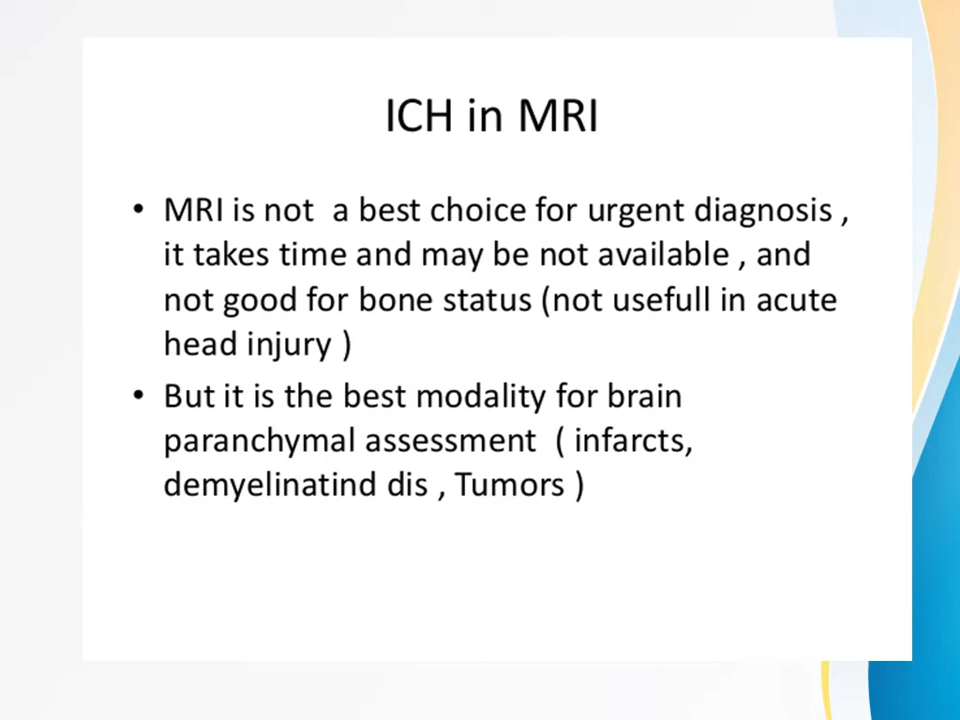 ICH in MRI
• MRI is not  a best choice for urgent diagnosis ,
it takes time and may be not available , and
not good for bone status (not usefull in acute
head injury )
• But it is the best modality for brain
paranchymal assessment  ( infarcts,
demyelinatind dis , Tumors )